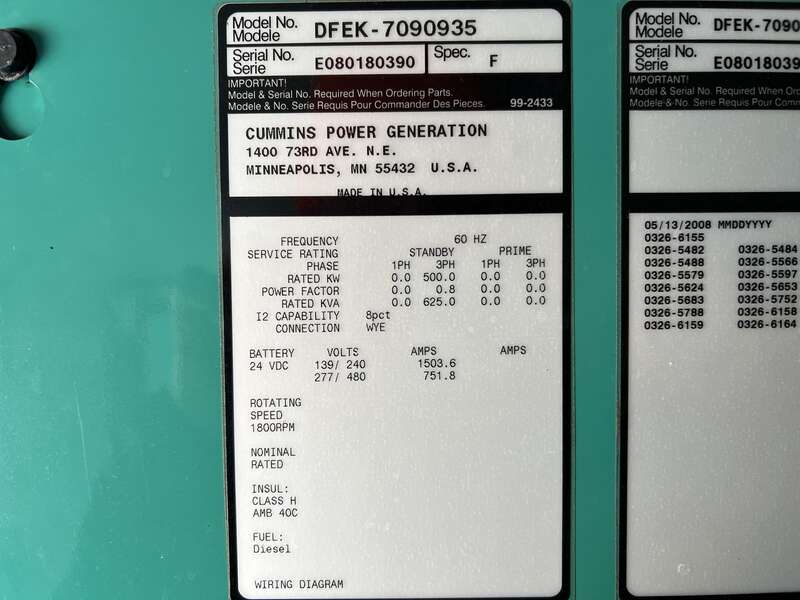 Model No.
Modele
DFEK-7090935
Serial No.
Serie
E080180390
Spec.
F
IMPORTANT!
Model & Serial No. Required When Ordering Parts.
Modele & No. Serie Requis Pour Commander Des Pieces. 99-2433
CUMMINS POWER GENERATION
1400 73RD AVE. N.E.
MINNEAPOLIS, MN 55432 U.S.A.
MADE IN U.S.A.
FREQUENCY 60 HZ
SERVICE RATING STANDBY PRIME
PHASE 1PH 3PH 1PH 3PH
RATED KW 0.0 500.0 0.0 0.0
POWER FACTOR 0.0 0.8 0.0 0.0
RATED KVA 0.0 625.0 0.0 0.0
I2 CAPABILITY 8pct
CONNECTION WYE
BATTERY VOLTS AMPS AMPS
24 VDC 139/ 240 1503.6
277/ 480 751.8
ROTATING
SPEED
1800RPM
NOMINAL
RATED
INSUL:
CLASS H
AMB 40C
FUEL:
Diesel
WIRING DIAGRAM
Model No.
Modele
DFEK-7090
Serial No.
Serie
E08018039
IMPORTANT!
Model & Serial No. Required When Or
Modele & No. Serie Requis Pour Com
05/13/2008 MMDDYYYY
0326-6155
0326-5482 0326-5484
0326-5488 0326-5566
0326-5579 0326-5597
0326-5624 0326-5653
0326-5683 0326-5752
0326-5788 0326-6158
0326-6159 0326-6164